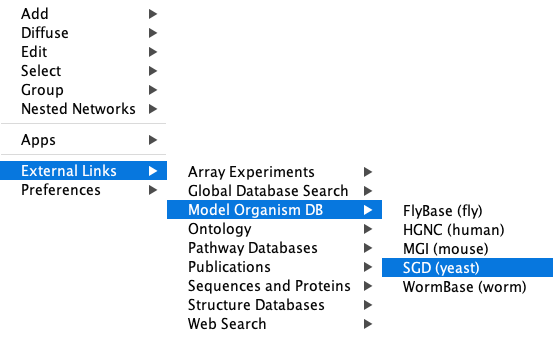 Add
Diffuse
Edit
Select
Group
Nested Networks
Apps
External Links
Preferences
Array Experiments
Global Database Search
Model Organism DB
Ontology
Pathway Databases
Publications
Sequences and Proteins
Structure Databases
Web Search
FlyBase (fly)
HGNC (human)
MGI (mouse)
SGD (yeast)
WormBase (worm)